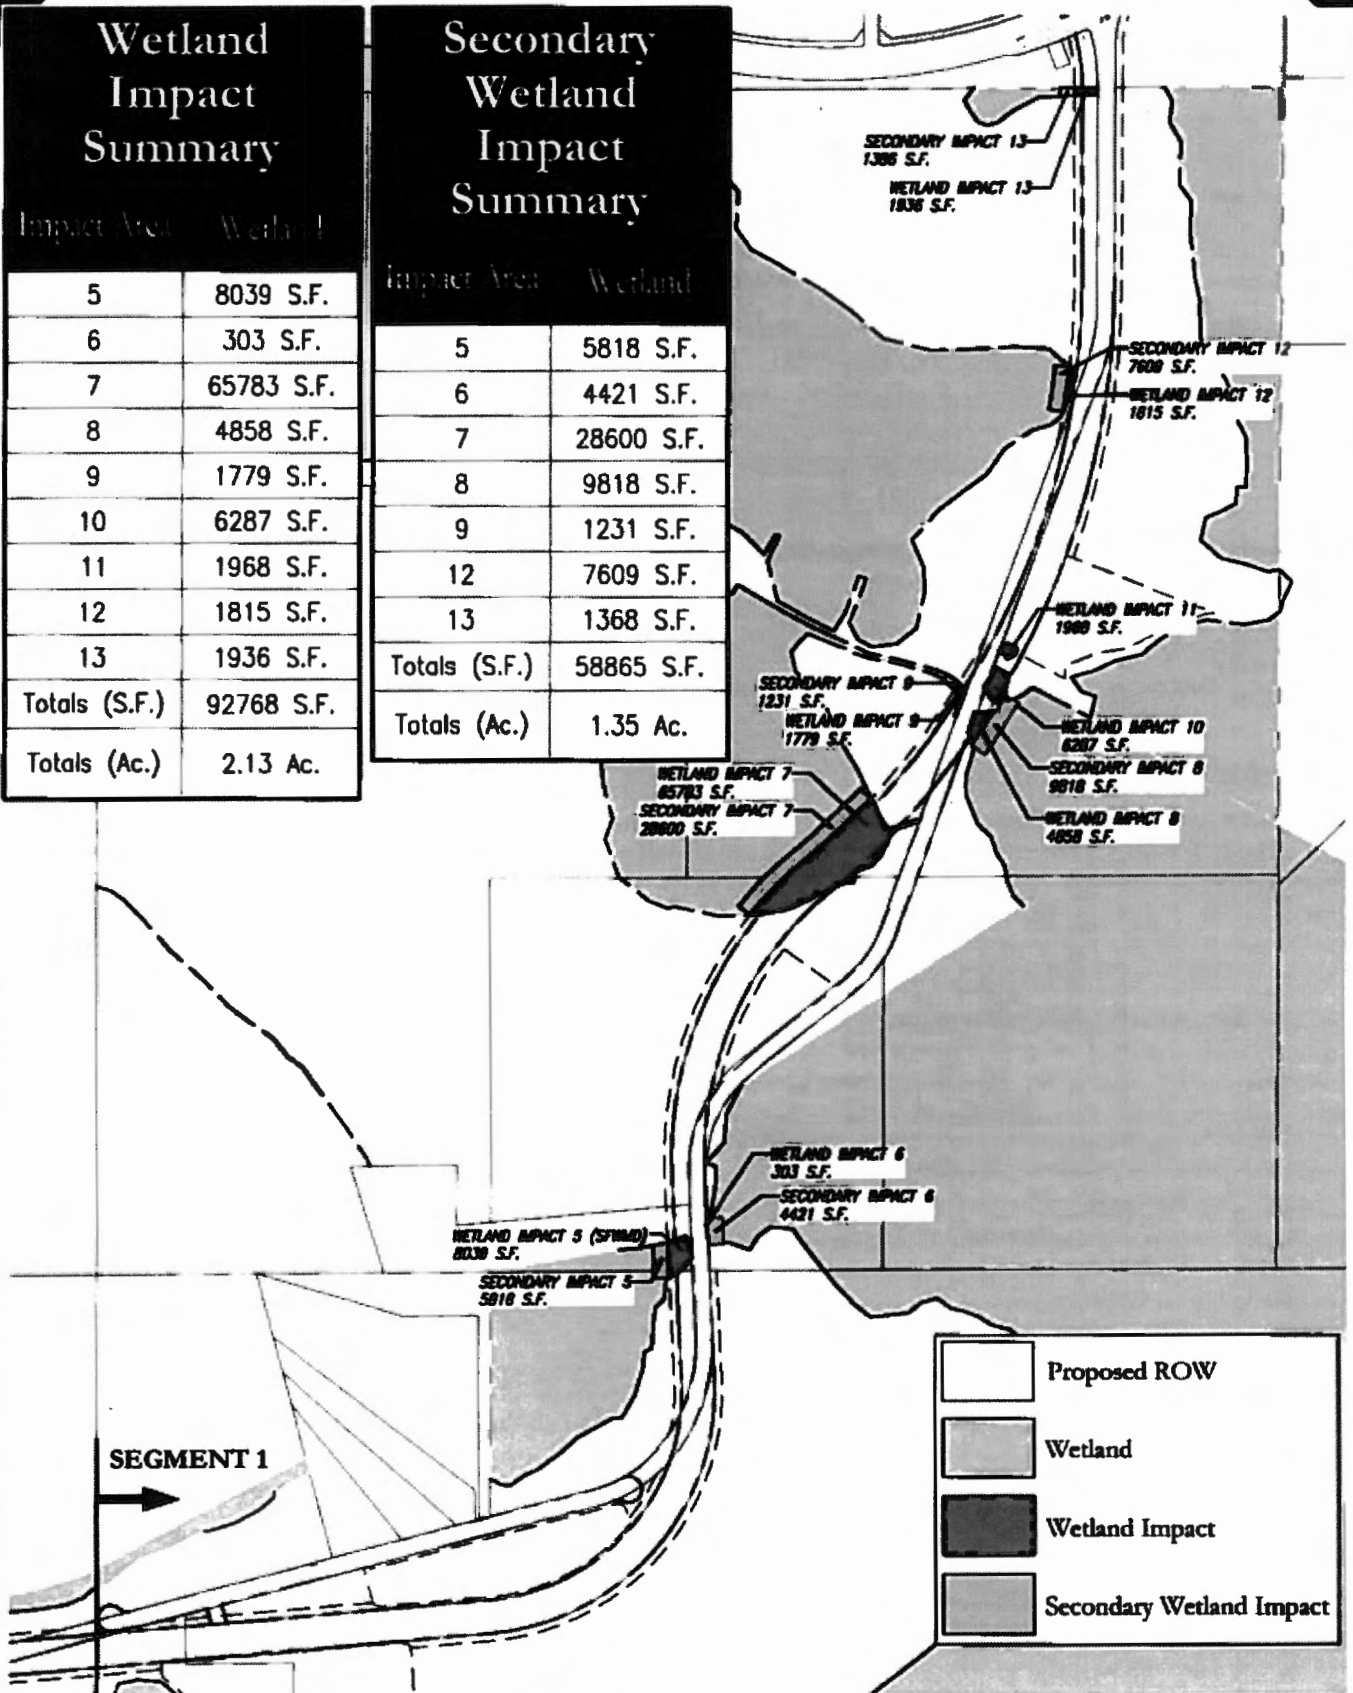 Wetland
Impact
Summary
Impact Area Wetland
5 8039 S.F.
6 303 S.F.
7 65783 S.F.
8 4858 S.F.
9 1779 S.F.
10 6287 S.F.
11 1968 S.F.
12 1815 S.F.
13 1936 S.F.
Totals (S.F.) 92768 S.F.
Totals (Ac.) 2.13 Ac.
Secondary
Wetland
Impact
Summary
Impact Area Wetland
5 5818 S.F.
6 4421 S.F.
7 28600 S.F.
8 9818 S.F.
9 1231 S.F.
12 7609 S.F.
13 1368 S.F.
Totals (S.F.) 58865 S.F.
Totals (Ac.) 1.35 Ac.
SECONDARY IMPACT 13
1386 S.F.
WETLAND IMPACT 13
1936 S.F.
SECONDARY IMPACT 12
7609 S.F.
WETLAND IMPACT 12
1815 S.F.
WETLAND IMPACT 11
1968 S.F.
SECONDARY IMPACT 9
1231 S.F.
WETLAND IMPACT 9
1779 S.F.
WETLAND IMPACT 10
6287 S.F.
SECONDARY IMPACT 8
9818 S.F.
WETLAND IMPACT 8
4858 S.F.
WETLAND IMPACT 7
65783 S.F.
SECONDARY IMPACT 7
28600 S.F.
WETLAND IMPACT 6
303 S.F.
SECONDARY IMPACT 6
4421 S.F.
WETLAND IMPACT 5 (SFWMD)
8039 S.F.
SECONDARY IMPACT 5
5818 S.F.
SEGMENT 1
Proposed ROW
Wetland
Wetland Impact
Secondary Wetland Impact